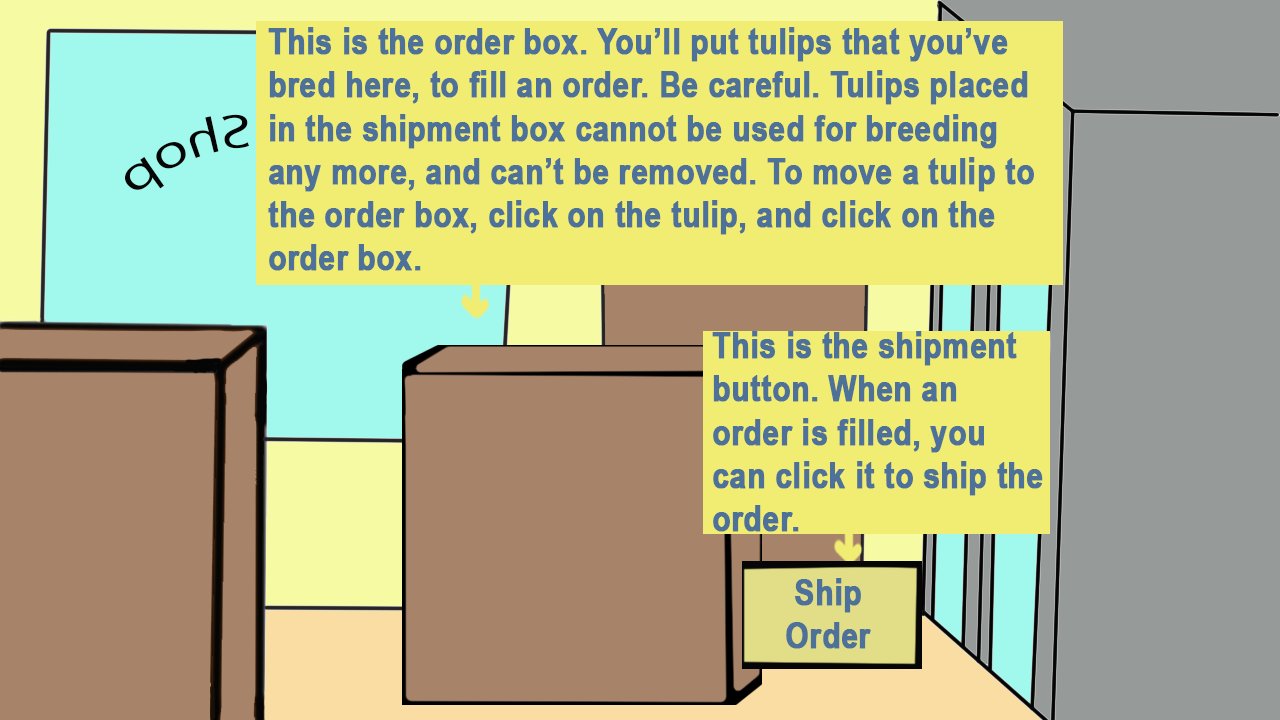 This is the order box. You’ll put tulips that you’ve
bred here, to fill an order. Be careful. Tulips placed
in the shipment box cannot be used for breeding
any more, and can’t be removed. To move a tulip to
the order box, click on the tulip, and click on the
order box.
Shop
This is the shipment
button. When an
order is filled, you
can click it to ship the
order.
Ship
Order